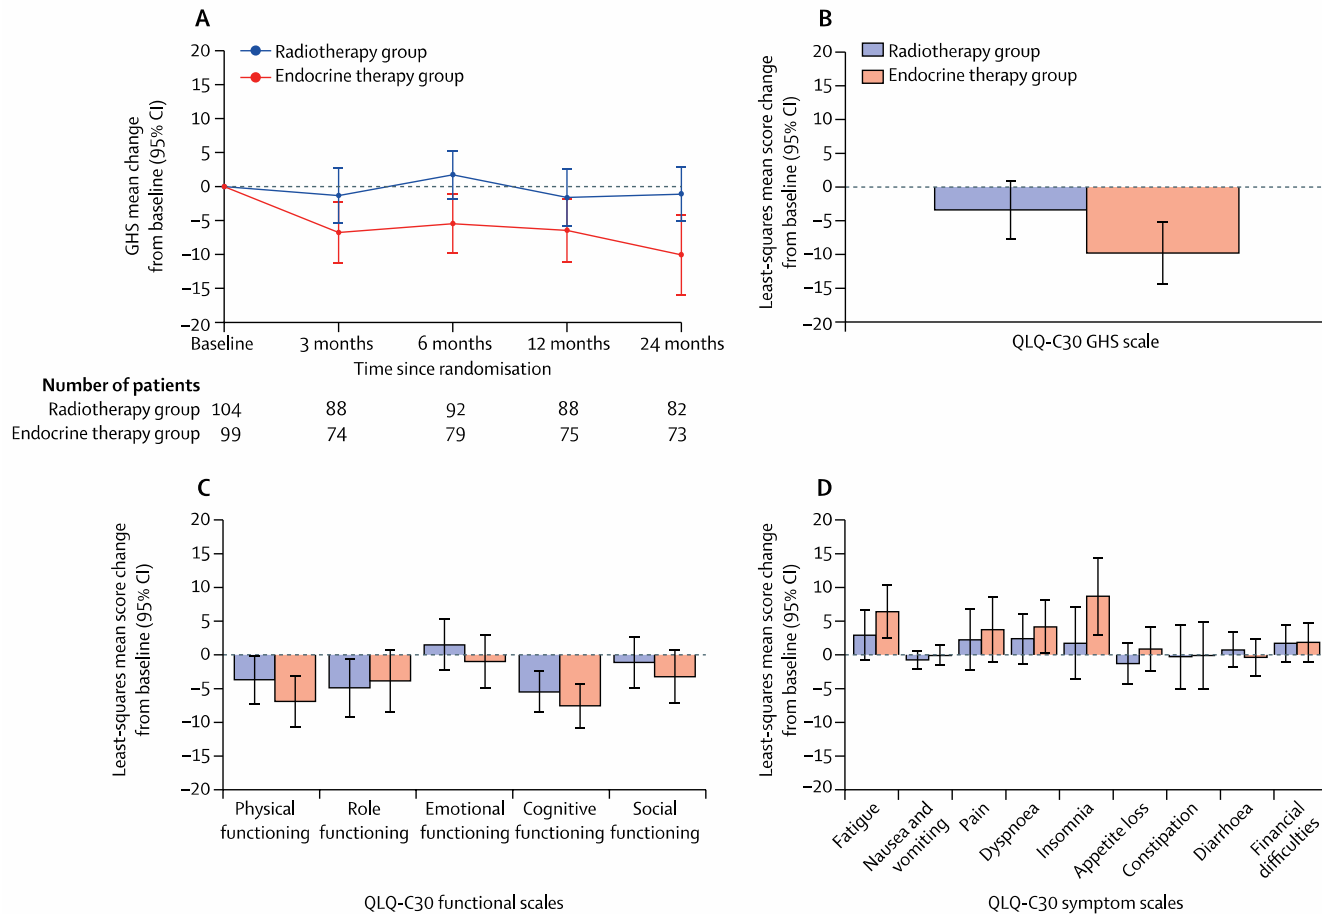 A
20
15
10
5
0
−5
−10
−15
−20
GHS mean change
from baseline (95% CI)
Radiotherapy group
Endocrine therapy group
Baseline
3 months
6 months
12 months
24 months
Time since randomisation
Number of patients
Radiotherapy group 104 88 92 88 82
Endocrine therapy group 99 74 79 75 73
B
20
15
10
5
0
−5
−10
−15
−20
Least-squares mean score change
from baseline (95% CI)
Radiotherapy group
Endocrine therapy group
QLQ-C30 GHS scale
C
20
15
10
5
0
−5
−10
−15
−20
Least-squares mean score change
from baseline (95% CI)
Physical
functioning
Role
functioning
Emotional
functioning
Cognitive
functioning
Social
functioning
QLQ-C30 functional scales
D
20
15
10
5
0
−5
−10
−15
−20
Least-squares mean score change
from baseline (95% CI)
Fatigue
Nausea and
vomiting
Pain
Dyspnoea
Insomnia
Appetite loss
Constipation
Diarrhoea
Financial
difficulties
QLQ-C30 symptom scales